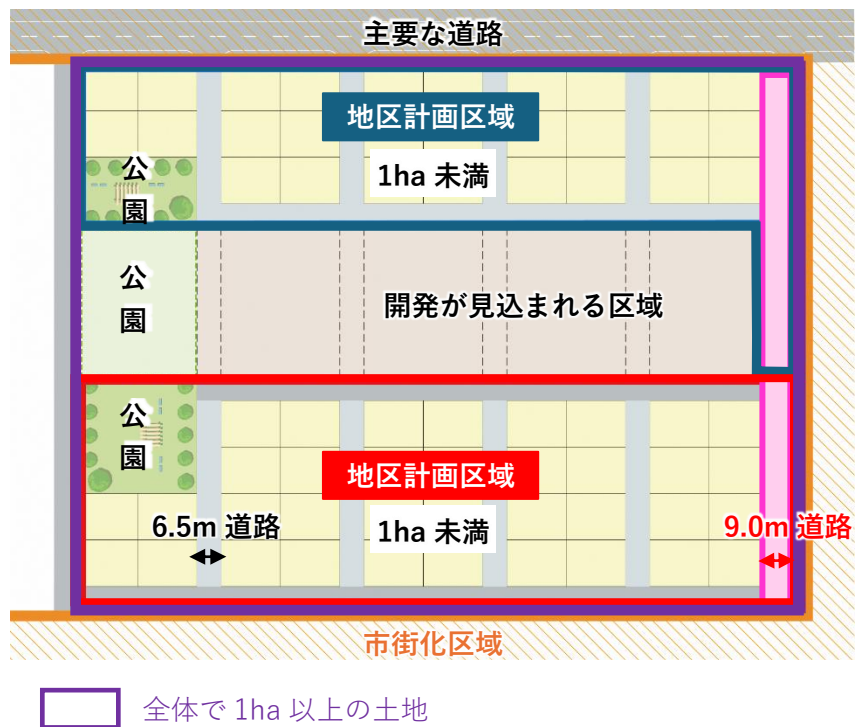 主要な道路
地区計画区域
1ha 未満
公
園
公
園
開発が見込まれる区域
公
園
地区計画区域
6.5m 道路
1ha 未満
9.0m 道路
市街化区域
全体で 1ha 以上の土地